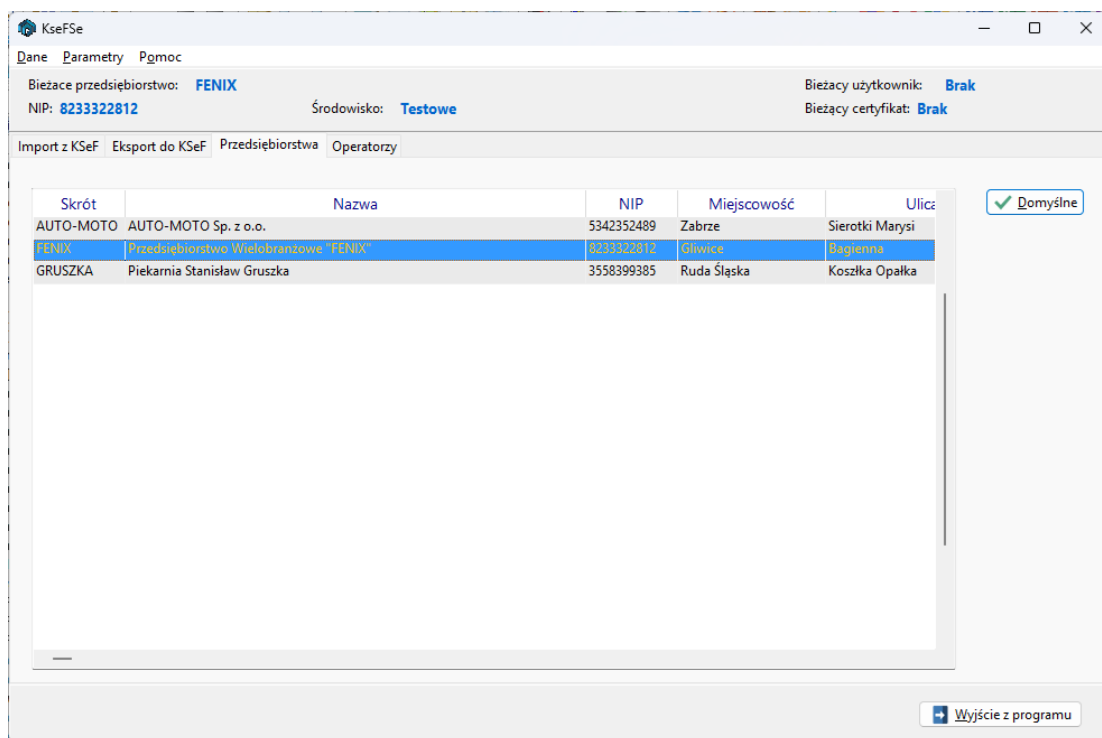 KseFSe
Dane Parametry Pomoc
Bieżace przedsiębiorstwo: FENIX Bieżacy użytkownik: Brak
NIP: 8233322812 Środowisko: Testowe Bieżący certyfikat: Brak
Import z KSeF Eksport do KSeF Przedsiębiorstwa Operatorzy
Skrót Nazwa NIP Miejscowość Ulica
Domyślne
AUTO-MOTO AUTO-MOTO Sp. z o.o. 5342352489 Zabrze Sierotki Marysi
FENIX Przedsiębiorstwo Wielobranżowe "FENIX" 8233322812 Gliwice Bagienna
GRUSZKA Piekarnia Stanisław Gruszka 3558399385 Ruda Śląska Koszłka Opałka
Wyjście z programu